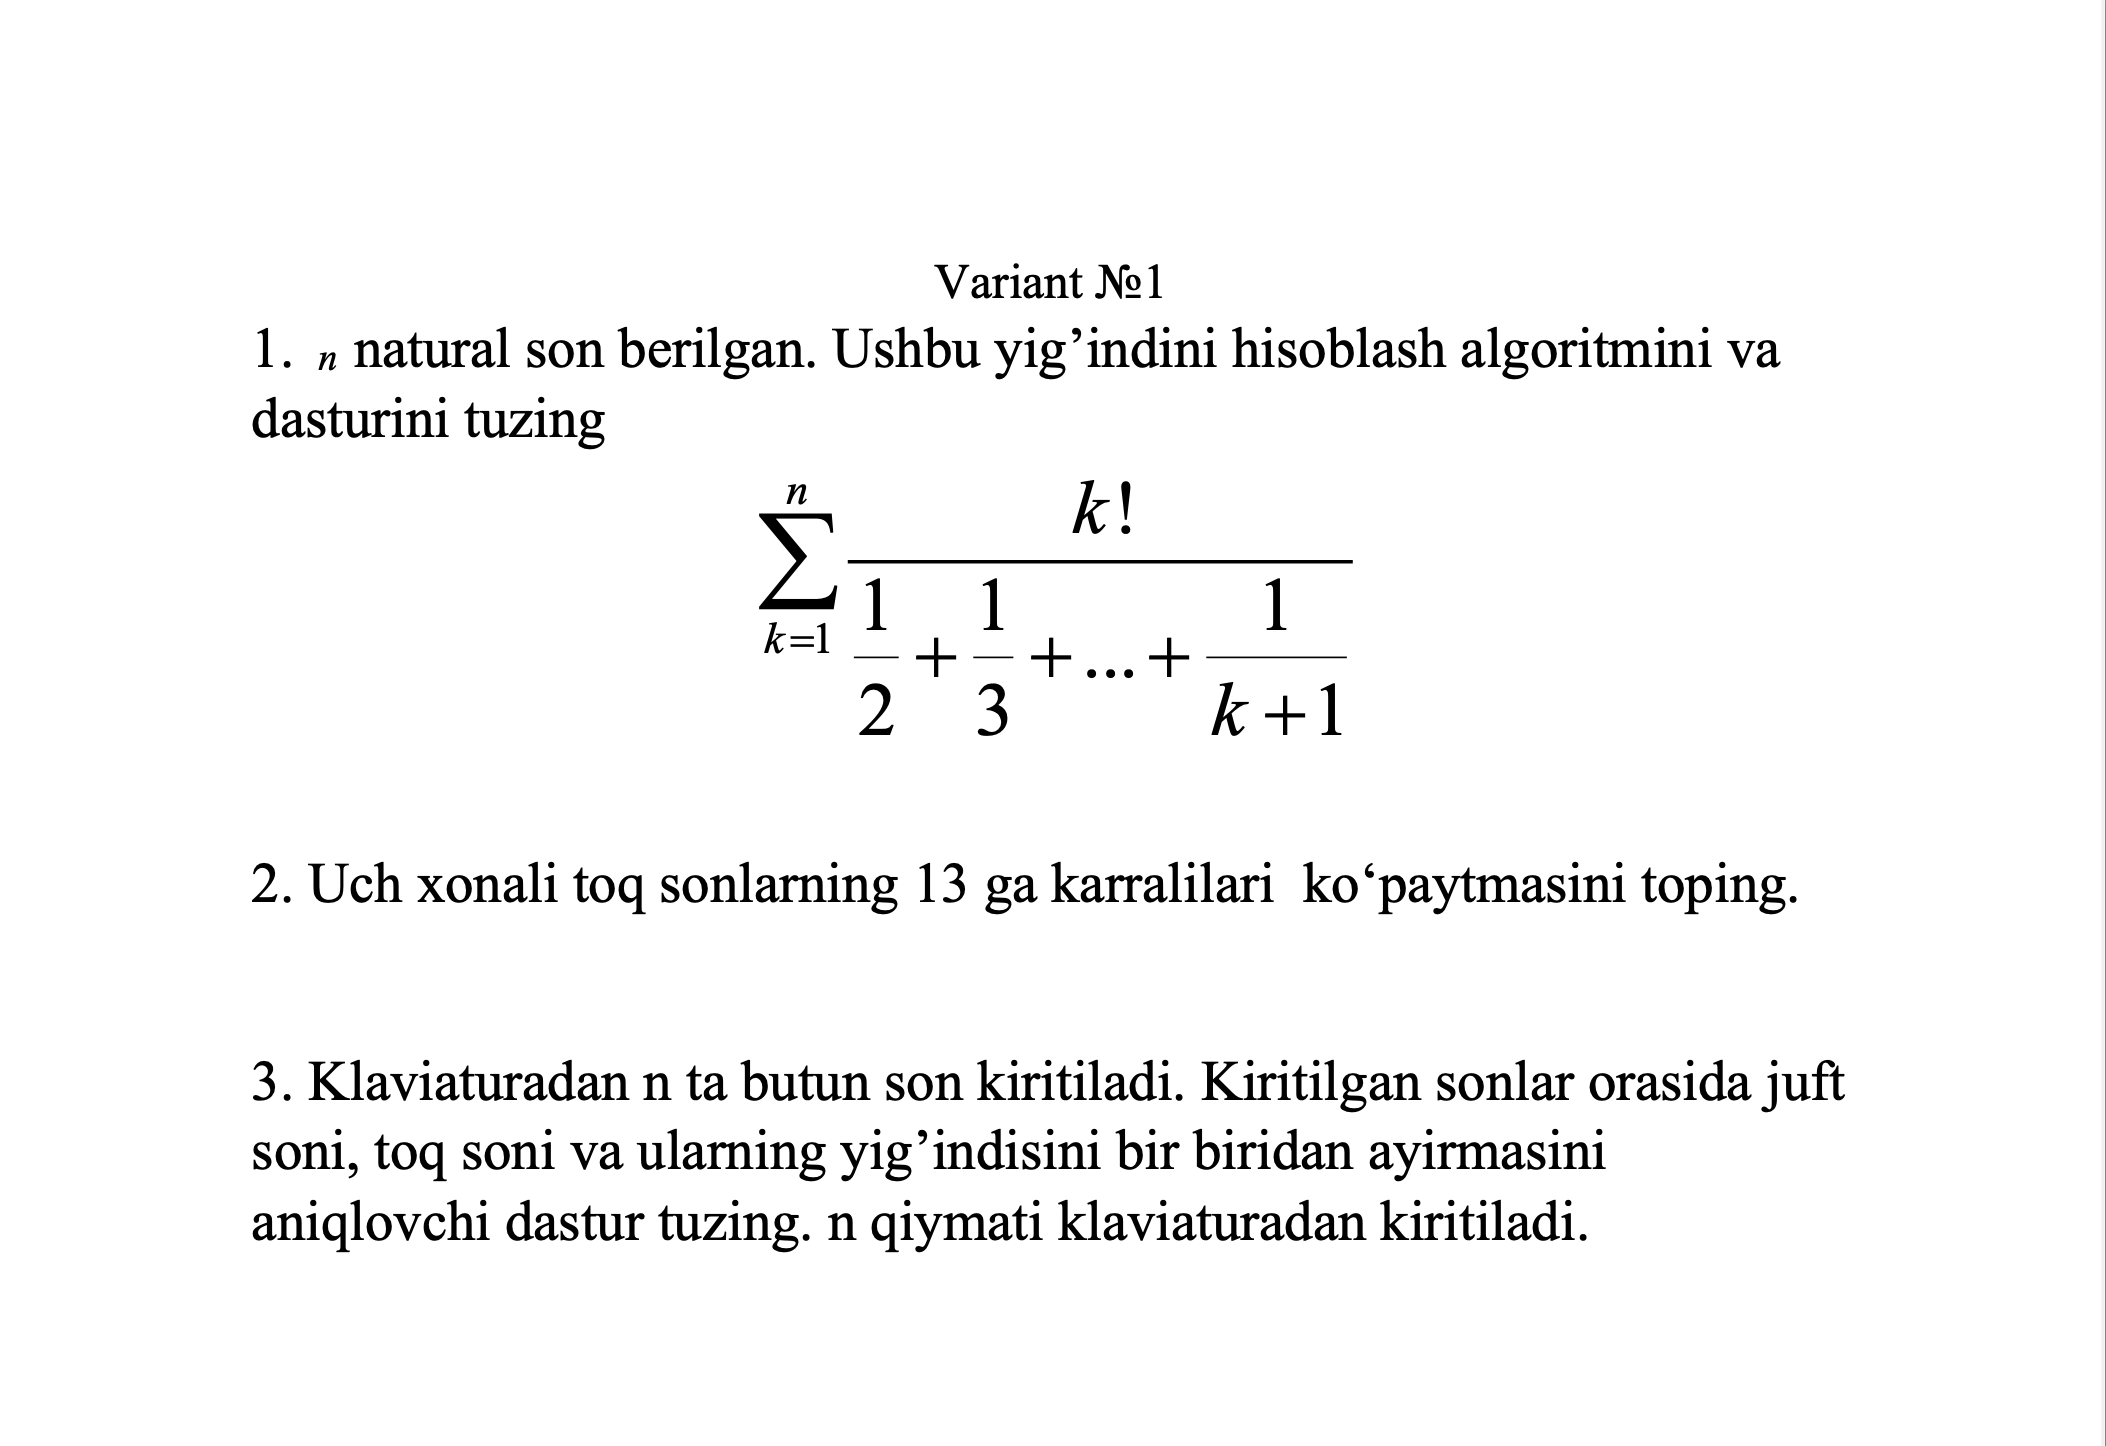 Variant №1
1. n natural son berilgan. Ushbu yig’indini hisoblash algoritmini va
dasturini tuzing
\sum_{k=1}^{n} \frac{k!}{\frac{1}{2}+\frac{1}{3}+...+\frac{1}{k+1}}
2. Uch xonali toq sonlarning 13 ga karralilari  ko‘paytmasini toping.
3. Klaviaturadan n ta butun son kiritiladi. Kiritilgan sonlar orasida juft
soni, toq soni va ularning yig’indisini bir biridan ayirmasini
aniqlovchi dastur tuzing. n qiymati klaviaturadan kiritiladi.